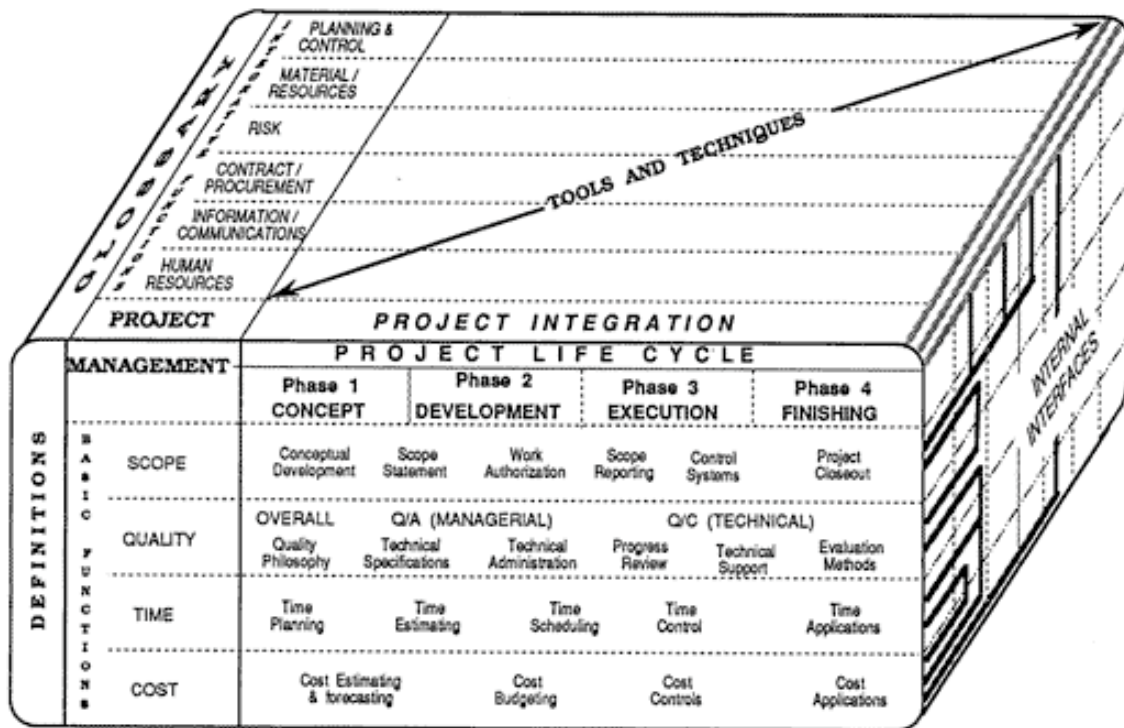 GLOSSARY
INTEGRATIVE FUNCTIONS
PLANNING &
CONTROL
MATERIAL /
RESOURCES
RISK
CONTRACT /
PROCUREMENT
INFORMATION /
COMMUNICATIONS
HUMAN
RESOURCES
TOOLS AND TECHNIQUES
PROJECT
PROJECT INTEGRATION
MANAGEMENT
PROJECT LIFE CYCLE
Phase 1
CONCEPT
Phase 2
DEVELOPMENT
Phase 3
EXECUTION
Phase 4
FINISHING
DEFINITIONS
BASIC FUNCTIONS
SCOPE
Conceptual
Development
Scope
Statement
Work
Authorization
Scope
Reporting
Control
Systems
Project
Closeout
QUALITY
OVERALL
Q/A (MANAGERIAL)
Q/C (TECHNICAL)
Quality
Philosophy
Technical
Specifications
Technical
Administration
Progress
Review
Technical
Support
Evaluation
Methods
TIME
Time
Planning
Time
Estimating
Time
Scheduling
Time
Control
Time
Applications
COST
Cost Estimating
& forecasting
Cost
Budgeting
Cost
Controls
Cost
Applications
INTERNAL
INTERFACES